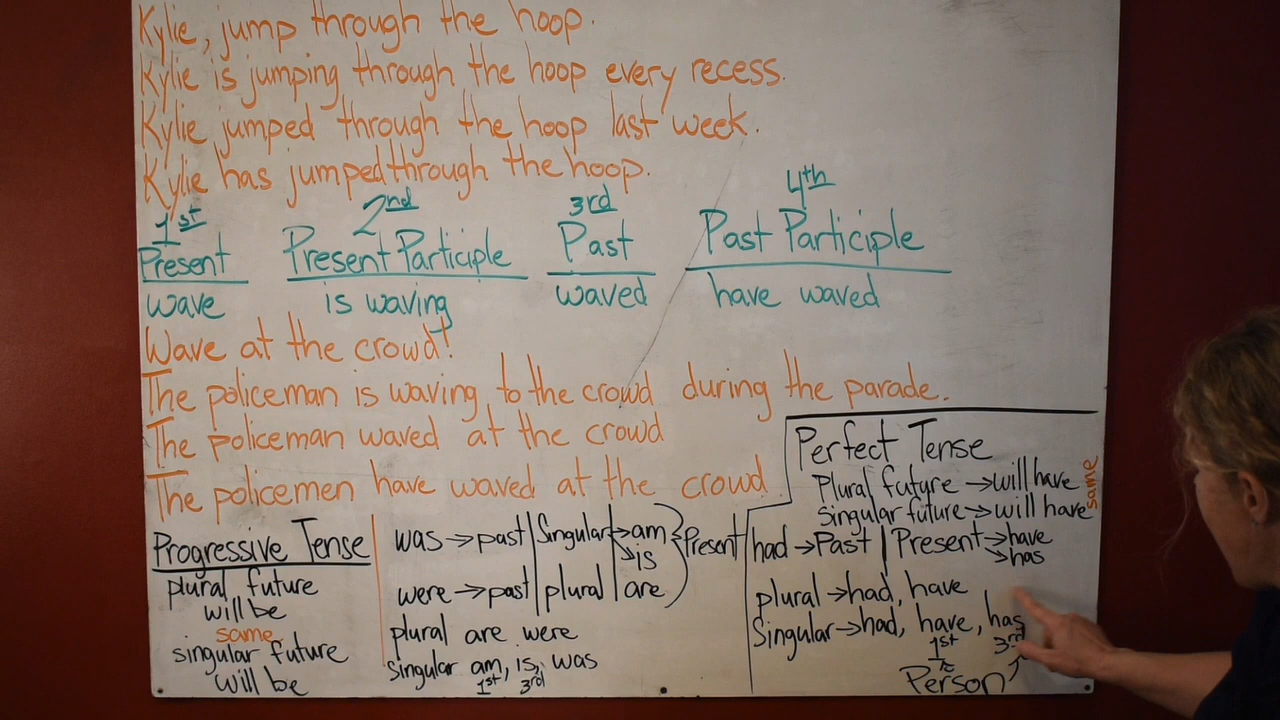 Kylie, jump through the hoop.
Kylie is jumping through the hoop every recess.
Kylie jumped through the hoop last week.
Kylie has jumped through the hoop.
1st 2nd 3rd 4th
Present Present Participle Past Past Participle
wave is waving waved have waved
Wave at the crowd!
The policeman is waving to the crowd during the parade.
The policeman waved at the crowd
The policemen have waved at the crowd
Progressive Tense
plural future
will be
same
singular future
will be
was → past Singular → am
→ is
Present
were → past plural are
plural are were
singular am, is, was
1st 3rd
Perfect Tense
Plural future → will have
singular future → will have
same
had → Past Present → have
→ has
plural → had, have
Singular → had, have, has
1st 3rd
Person